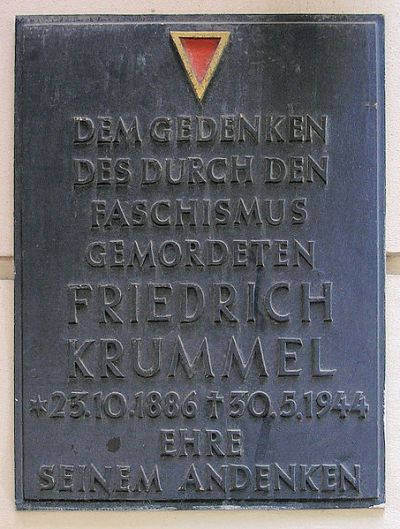 DEM GEDENKEN
DES DURCH DEN
FASCHISMUS
GEMORDETEN
FRIEDRICH
KRUMMEL
*23.10.1886 † 30.5.1944
EHRE
SEINEM ANDENKEN